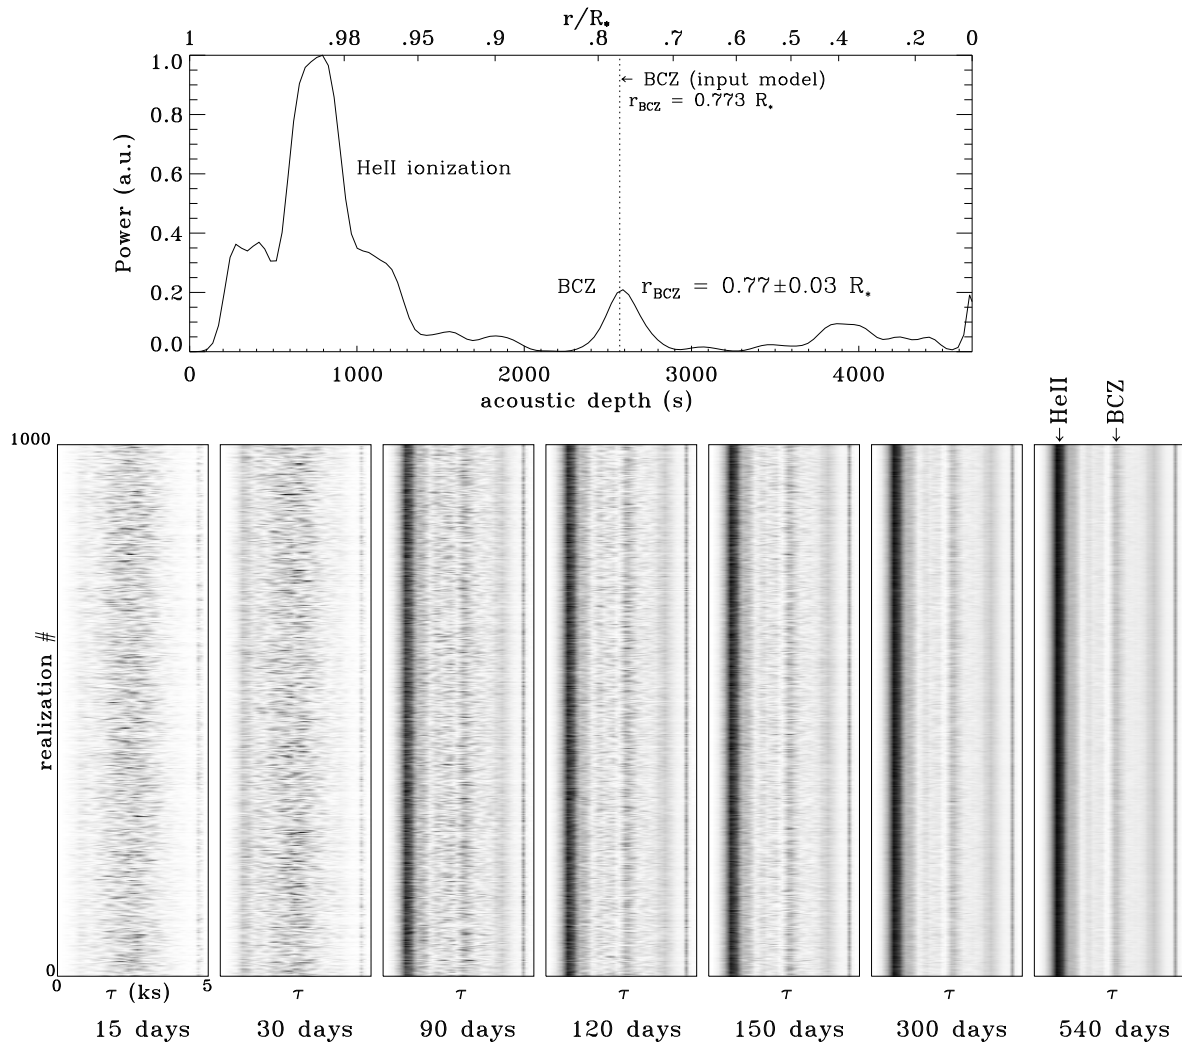 r/R*
1 .98 .95 .9 .8 .7 .6 .5 .4 .2 0
1.0
← BCZ (input model)
r_BCZ = 0.773 R*
0.8
Power (a.u.)
0.6
HeII ionization
0.4
BCZ r_BCZ = 0.77±0.03 R*
0.2
0.0
0 1000 2000 3000 4000
acoustic depth (s)
←HeII
←BCZ
1000
realization #
0
0 τ (ks) 5 τ τ τ τ τ τ
15 days 30 days 90 days 120 days 150 days 300 days 540 days